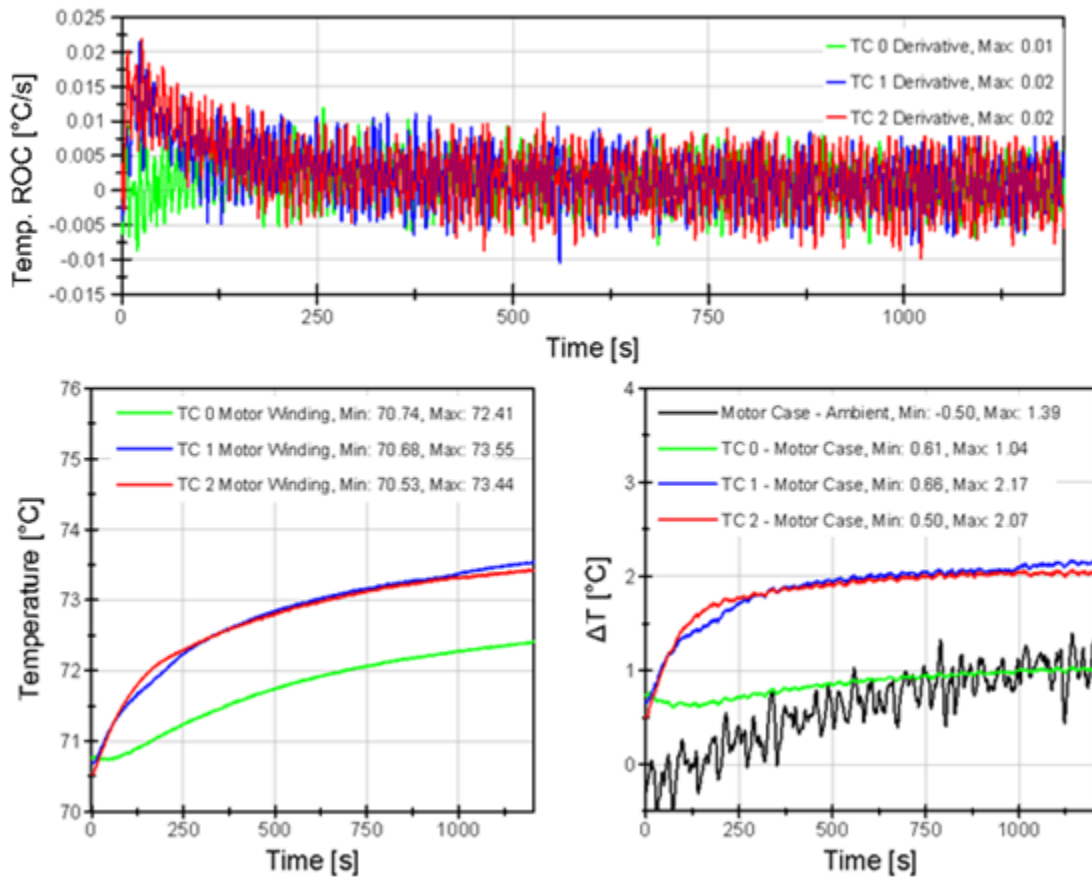 0.025
0.02
0.015
0.01
0.005
0
-0.005
-0.01
-0.015
Temp. ROC [°C/s]
TC 0 Derivative, Max: 0.01
TC 1 Derivative, Max: 0.02
TC 2 Derivative, Max: 0.02
0 250 500 750 1000
Time [s]
76
75
74
73
72
71
70
Temperature [°C]
TC 0 Motor Winding, Min: 70.74, Max: 72.41
TC 1 Motor Winding, Min: 70.68, Max: 73.55
TC 2 Motor Winding, Min: 70.53, Max: 73.44
0 250 500 750 1000
Time [s]
4
3
2
1
0
ΔT [°C]
Motor Case - Ambient, Min: -0.50, Max: 1.39
TC 0 - Motor Case, Min: 0.61, Max: 1.04
TC 1 - Motor Case, Min: 0.66, Max: 2.17
TC 2 - Motor Case, Min: 0.50, Max: 2.07
0 250 500 750 1000
Time [s]